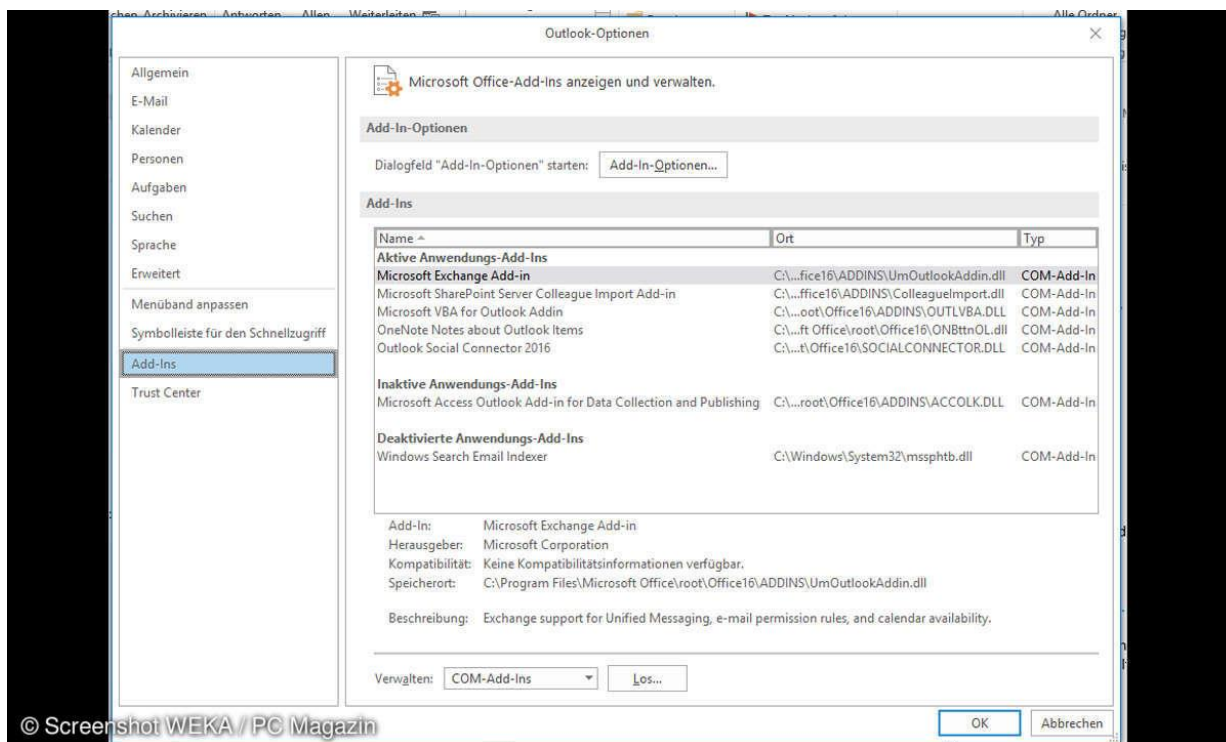 Archivieren Antworten Allen Weiterleiten Alle Ordner
Outlook-Optionen
Allgemein
E-Mail
Kalender
Personen
Aufgaben
Suchen
Sprache
Erweitert
Menüband anpassen
Symbolleiste für den Schnellzugriff
Add-Ins
Trust Center
Microsoft Office-Add-Ins anzeigen und verwalten.
Add-In-Optionen
Dialogfeld "Add-In-Optionen" starten: Add-In-Optionen...
Add-Ins
Name Ort Typ
Aktive Anwendungs-Add-Ins
Microsoft Exchange Add-in C:\...fice16\ADDINS\UmOutlookAddin.dll COM-Add-In
Microsoft SharePoint Server Colleague Import Add-in C:\...ffice16\ADDINS\ColleagueImport.dll COM-Add-In
Microsoft VBA for Outlook Addin C:\...oot\Office16\ADDINS\OUTLVBA.DLL COM-Add-In
OneNote Notes about Outlook Items C:\...ft Office\root\Office16\ONBttnOL.dll COM-Add-In
Outlook Social Connector 2016 C:\...t\Office16\SOCIALCONNECTOR.DLL COM-Add-In
Inaktive Anwendungs-Add-Ins
Microsoft Access Outlook Add-in for Data Collection and Publishing C:\...root\Office16\ADDINS\ACCOLK.DLL COM-Add-In
Deaktivierte Anwendungs-Add-Ins
Windows Search Email Indexer C:\Windows\System32\mssphtb.dll COM-Add-In
Add-In: Microsoft Exchange Add-in
Herausgeber: Microsoft Corporation
Kompatibilität: Keine Kompatibilitätsinformationen verfügbar.
Speicherort: C:\Program Files\Microsoft Office\root\Office16\ADDINS\UmOutlookAddin.dll
Beschreibung: Exchange support for Unified Messaging, e-mail permission rules, and calendar availability.
Verwalten: COM-Add-Ins Los...
OK Abbrechen
© Screenshot WEKA / PC Magazin